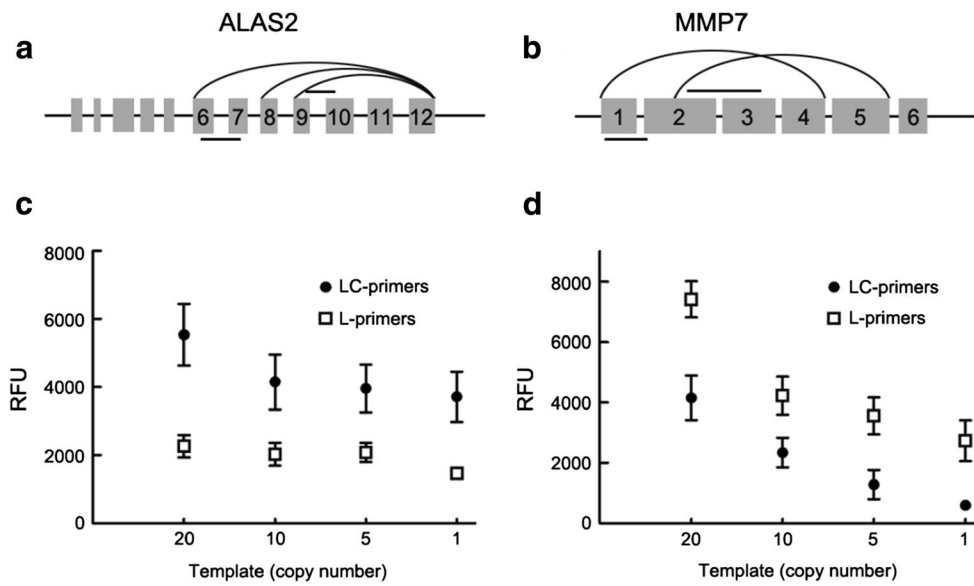 ALAS2
MMP7
a
b
6 7 8 9 10 11 12
1 2 3 4 5 6
c
d
8000
6000
4000
2000
0
RFU
LC-primers
L-primers
20 10 5 1
Template (copy number)
8000
6000
4000
2000
0
RFU
LC-primers
L-primers
20 10 5 1
Template (copy number)